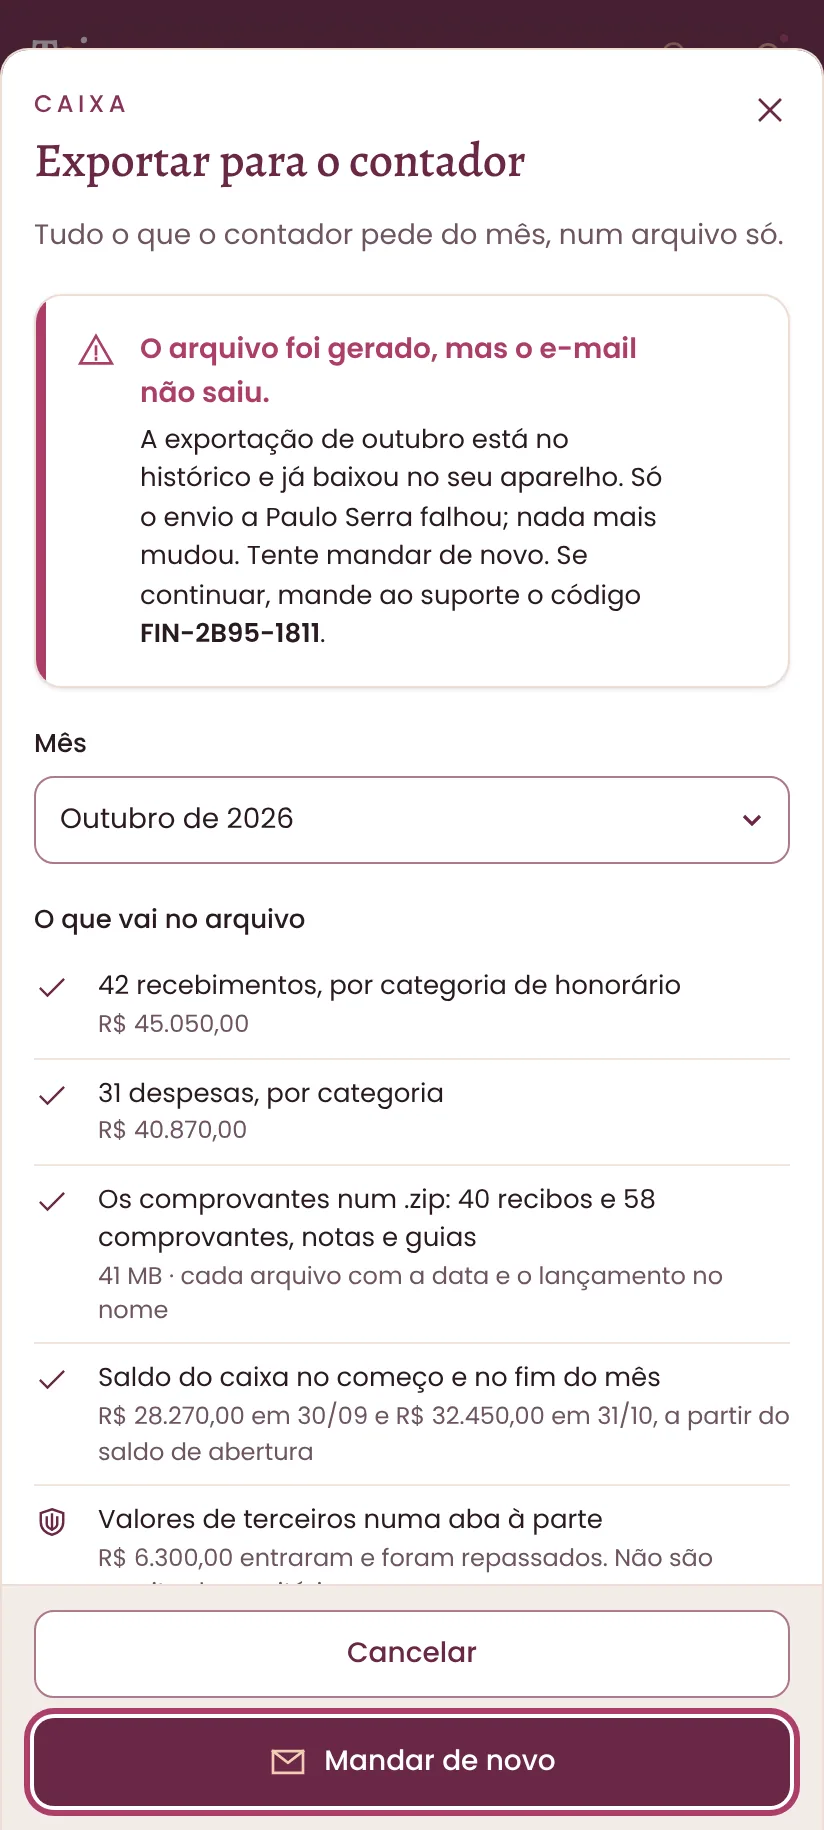 CAIXA
Exportar para o contador
Tudo o que o contador pede do mês, num arquivo só.
O arquivo foi gerado, mas o e-mail
não saiu.
A exportação de outubro está no
histórico e já baixou no seu aparelho. Só
o envio a Paulo Serra falhou; nada mais
mudou. Tente mandar de novo. Se
continuar, mande ao suporte o código
FIN-2B95-1811.
Mês
Outubro de 2026
O que vai no arquivo
42 recebimentos, por categoria de honorário
R$ 45.050,00
31 despesas, por categoria
R$ 40.870,00
Os comprovantes num .zip: 40 recibos e 58
comprovantes, notas e guias
41 MB · cada arquivo com a data e o lançamento no
nome
Saldo do caixa no começo e no fim do mês
R$ 28.270,00 em 30/09 e R$ 32.450,00 em 31/10, a partir do
saldo de abertura
Valores de terceiros numa aba à parte
R$ 6.300,00 entraram e foram repassados. Não são
Cancelar
Mandar de novo